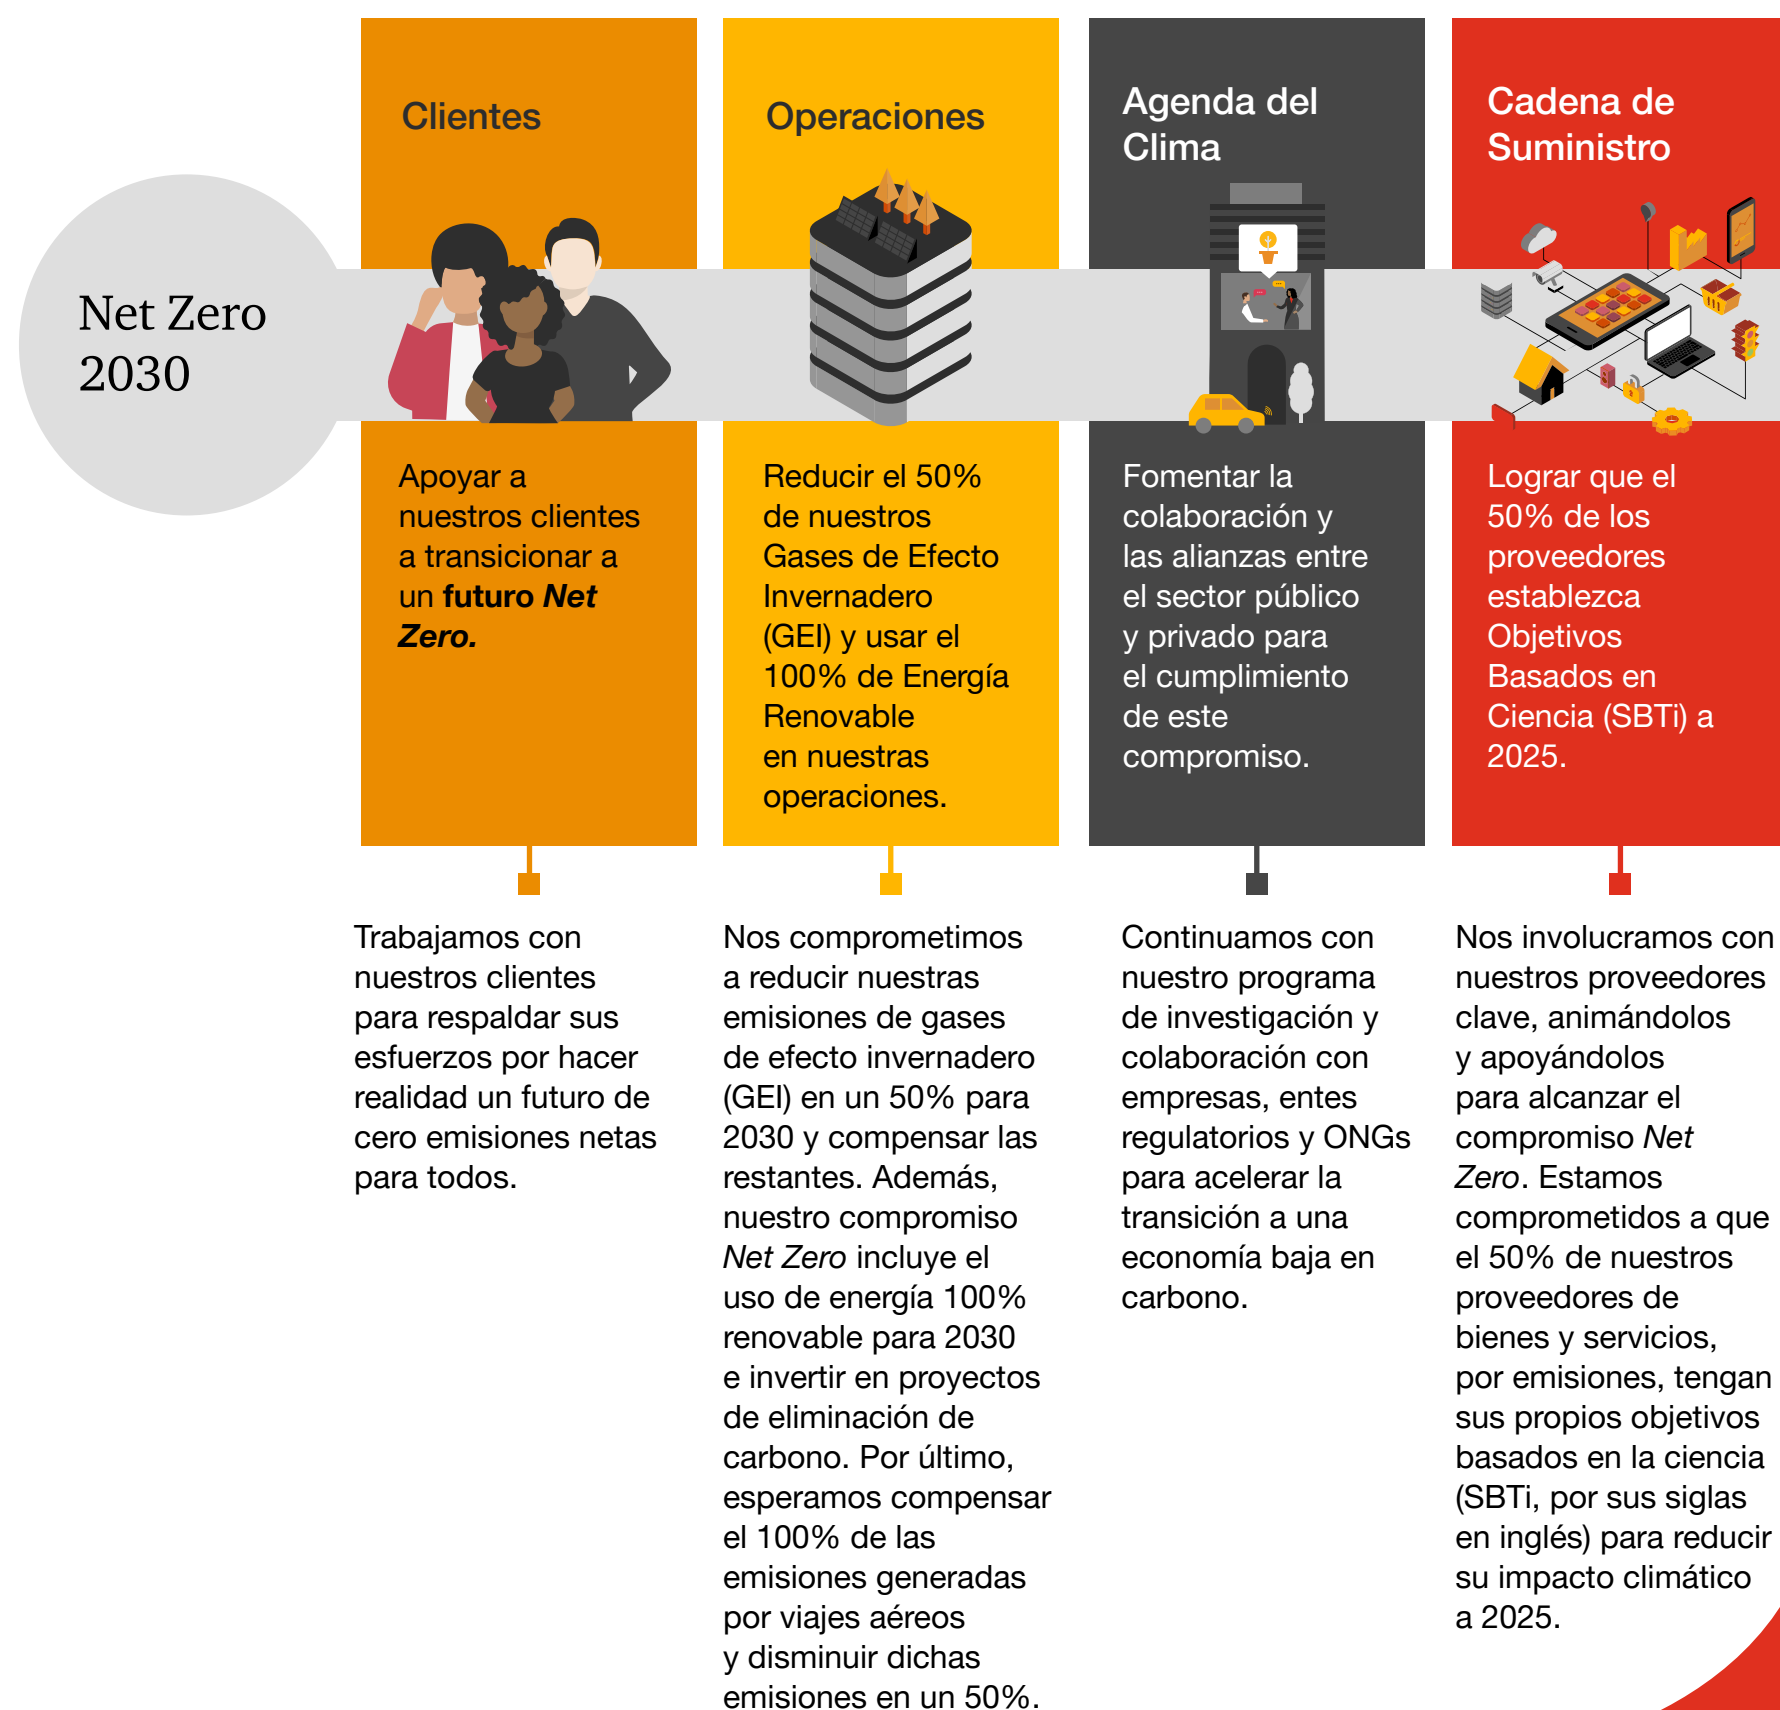 Net Zero
2030
Clientes
Apoyar a
nuestros clientes
a transicionar a
un futuro Net
Zero.
Trabajamos con
nuestros clientes
para respaldar sus
esfuerzos por hacer
realidad un futuro de
cero emisiones netas
para todos.
Operaciones
Reducir el 50%
de nuestros
Gases de Efecto
Invernadero
(GEI) y usar el
100% de Energía
Renovable
en nuestras
operaciones.
Nos comprometimos
a reducir nuestras
emisiones de gases
de efecto invernadero
(GEI) en un 50% para
2030 y compensar las
restantes. Además,
nuestro compromiso
Net Zero incluye el
uso de energía 100%
renovable para 2030
e invertir en proyectos
de eliminación de
carbono. Por último,
esperamos compensar
el 100% de las
emisiones generadas
por viajes aéreos
y disminuir dichas
emisiones en un 50%.
Agenda del
Clima
Fomentar la
colaboración y
las alianzas entre
el sector público
y privado para
el cumplimiento
de este
compromiso.
Continuamos con
nuestro programa
de investigación y
colaboración con
empresas, entes
regulatorios y ONGs
para acelerar la
transición a una
economía baja en
carbono.
Cadena de
Suministro
Lograr que el
50% de los
proveedores
establezca
Objetivos
Basados en
Ciencia (SBTi) a
2025.
Nos involucramos con
nuestros proveedores
clave, animándolos
y apoyándolos
para alcanzar el
compromiso Net
Zero. Estamos
comprometidos a que
el 50% de nuestros
proveedores de
bienes y servicios,
por emisiones, tengan
sus propios objetivos
basados en la ciencia
(SBTi, por sus siglas
en inglés) para reducir
su impacto climático
a 2025.